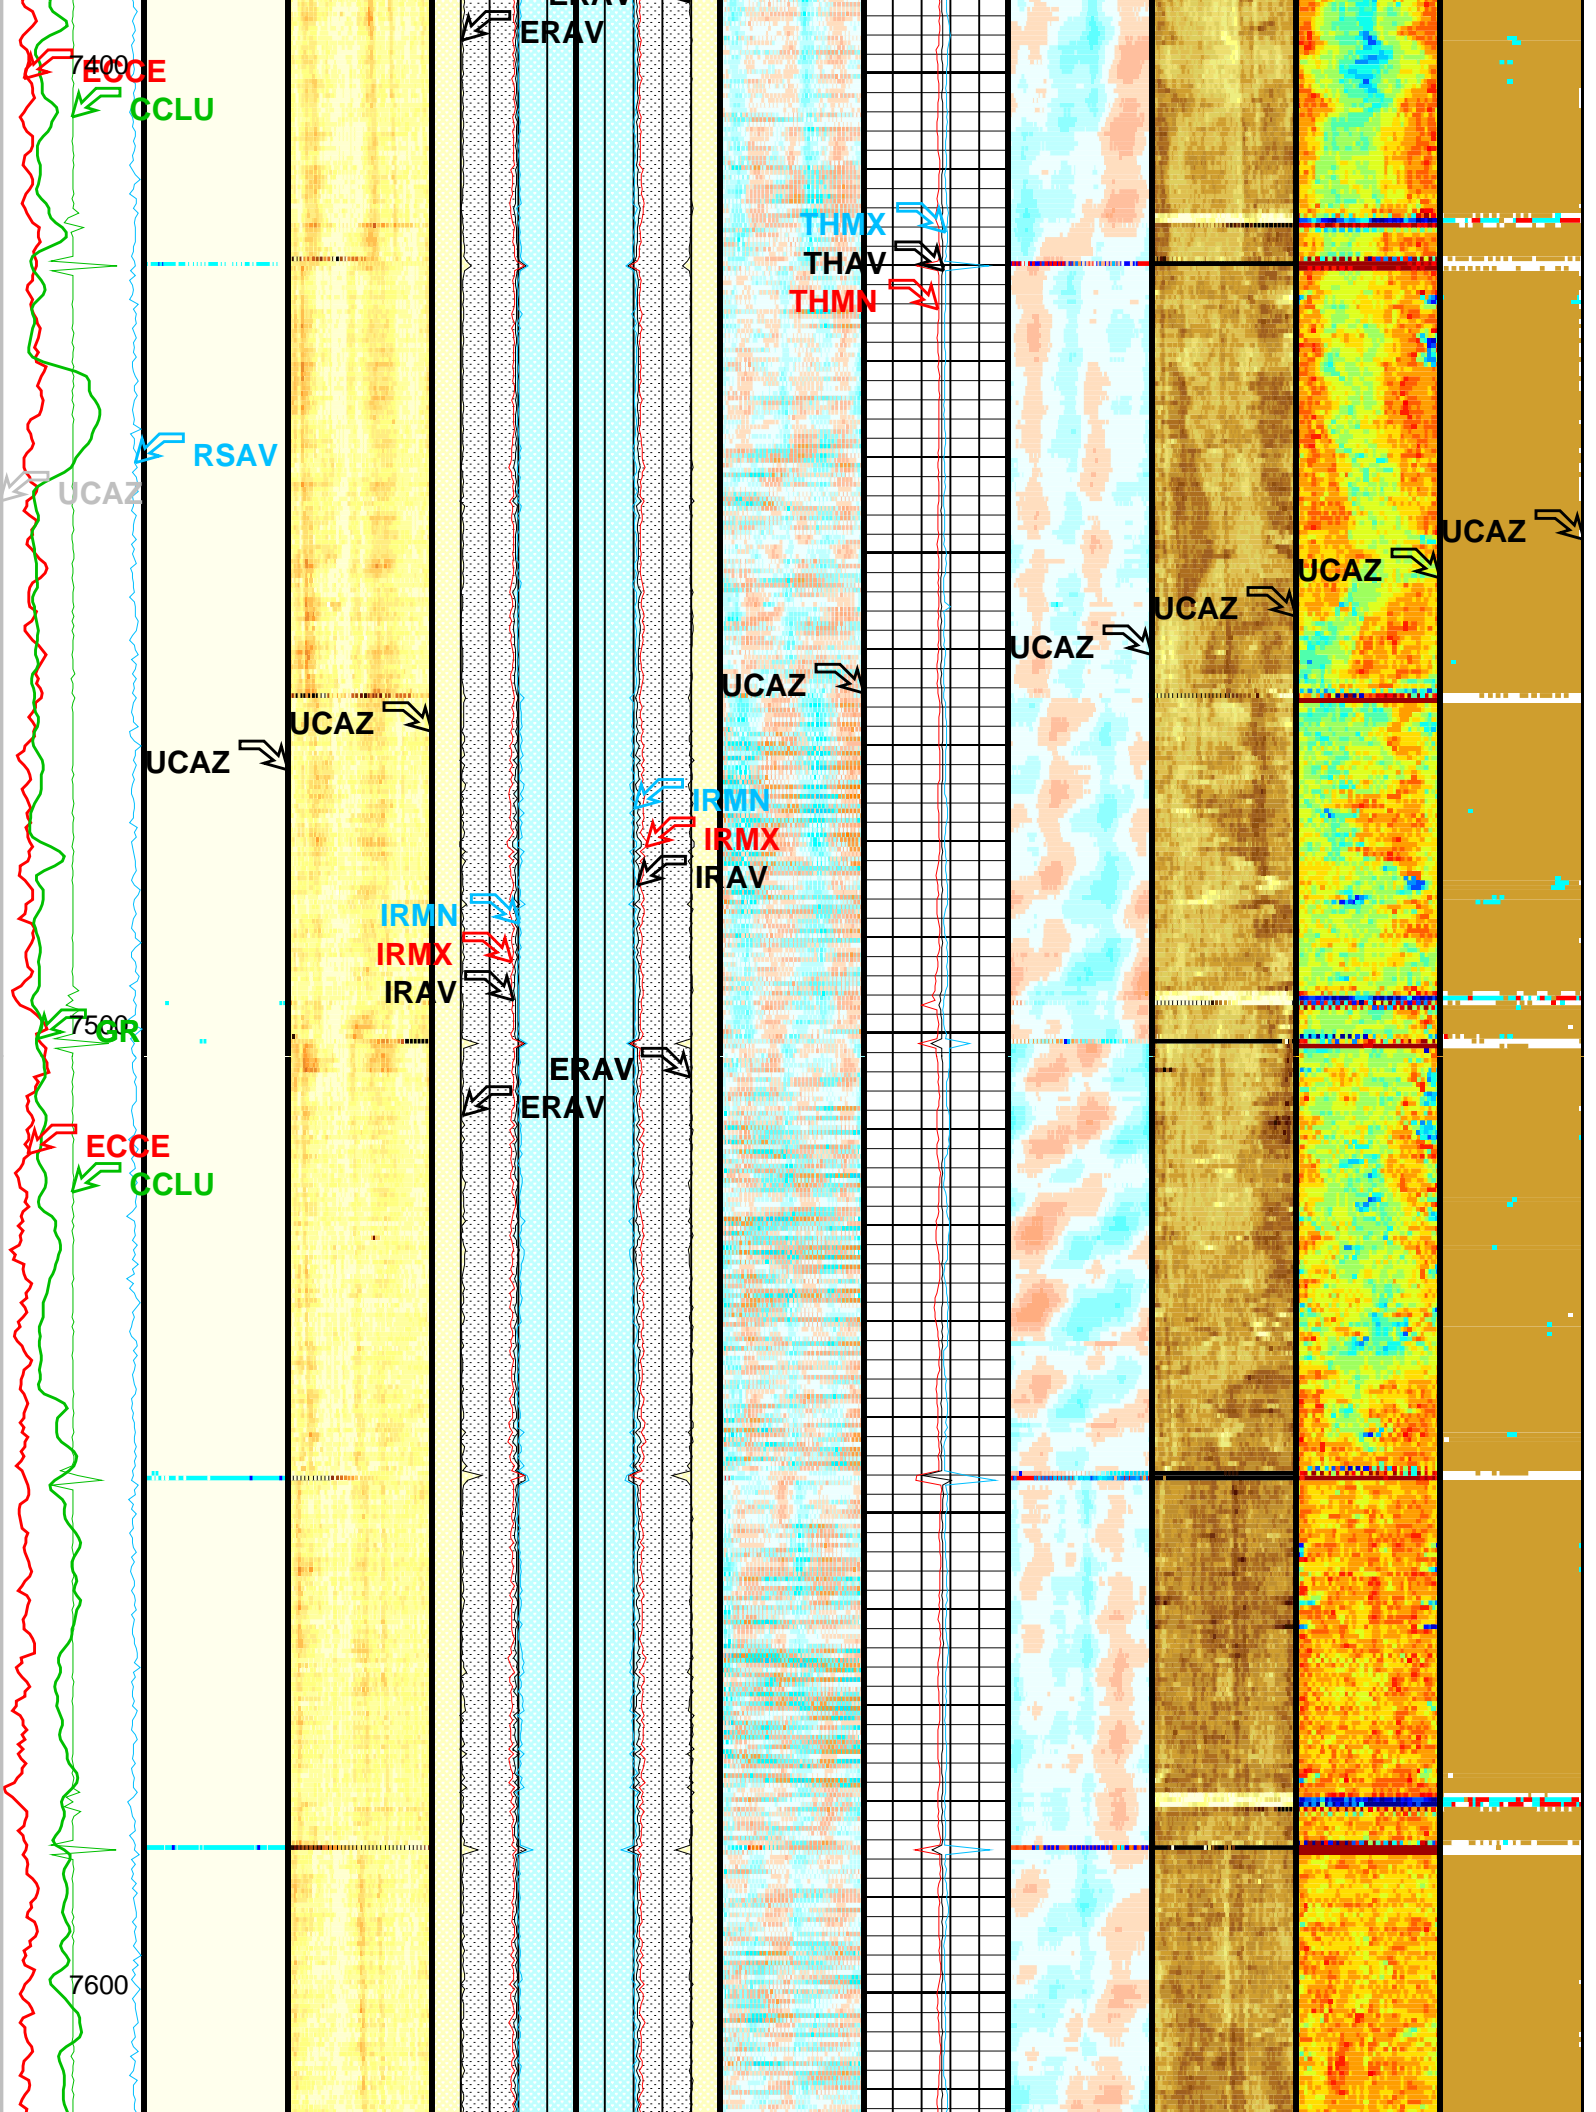 ERAV
ERAV
7400
ECCE
CCLU
THMX
THAV
THMN
RSAV
UCAZ
UCAZ
UCAZ
UCAZ
UCAZ
UCAZ
UCAZ
UCAZ
IRMN
IRMX
IRAV
IRMN
IRMX
IRAV
7500
GR
ERAV
ERAV
ECCE
CCLU
7600